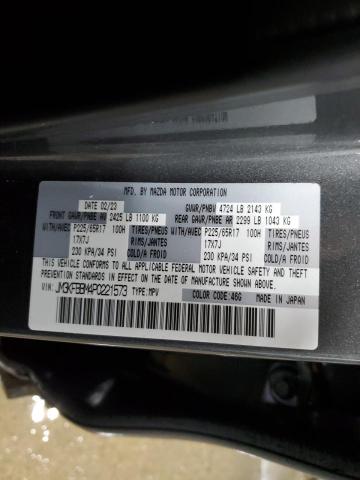 MFD. BY MAZDA MOTOR CORPORATION
DATE 02/23 GVWR/PNBV 4724 LB 2143 KG
FRONT GAWR/PNBE AV 2425 LB 1100 KG REAR GAWR/PNBE AR 2299 LB 1043 KG
WITH/AVEC P225/65R17 100H TIRES/PNEUS WITH/AVEC P225/65R17 100H TIRES/PNEUS
17X7J RIMS/JANTES 17X7J RIMS/JANTES
230 KPA/34 PSI COLD/A FROID 230 KPA/34 PSI COLD/A FROID
THIS VEHICLE CONFORMS TO ALL APPLICABLE FEDERAL MOTOR VEHICLE SAFETY,
BUMPER, AND THEFT PREVENTION STANDARDS IN EFFECT ON THE DATE OF MANUFACTURE SHOWN ABOVE.
VIN: JM3KFBBM4P0221573 TYPE:MPV COLOR CODE:46G MADE IN JAPAN